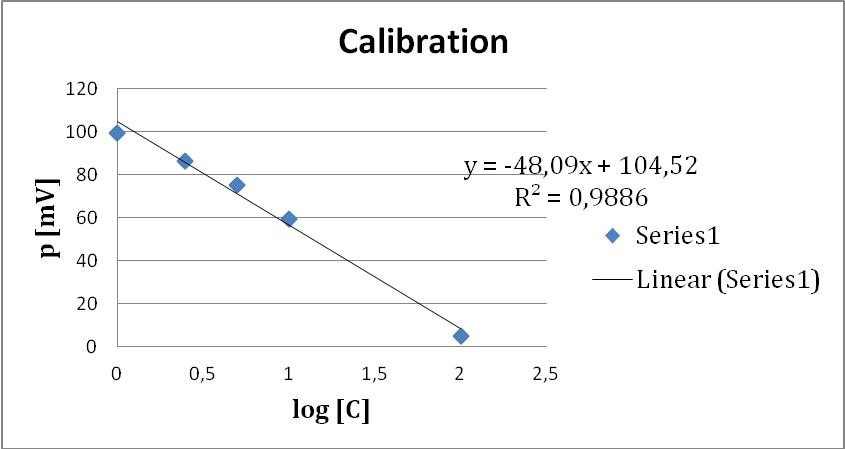 Calibration
120
100
80
60
40
20
0
p [mV]
y = -48,09x + 104,52
R² = 0,9886
Series1
Linear (Series1)
0 0,5 1 1,5 2 2,5
log [C]